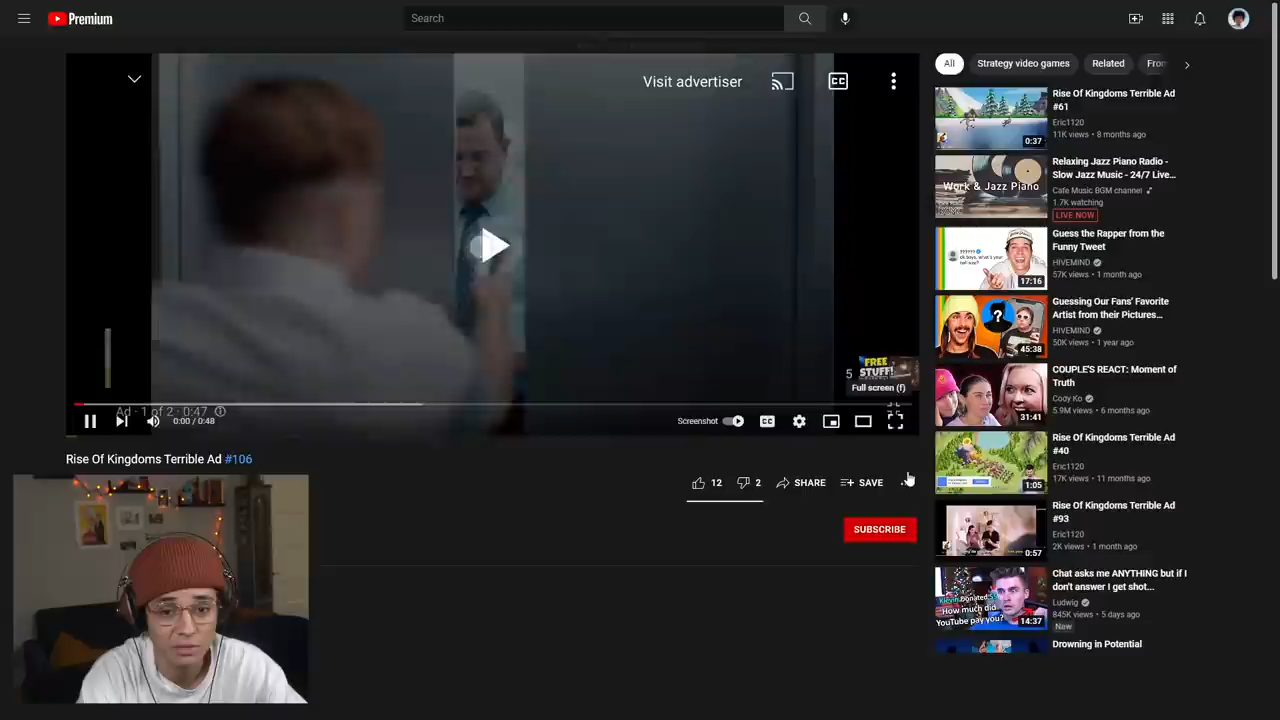 Premium
Search
Visit advertiser
CC
5
FREE
STUFF!
Full screen (f)
Ad · 1 of 2 · 0:47
0:00 / 0:48
Screenshot
CC
Rise Of Kingdoms Terrible Ad #106
12
2
SHARE
SAVE
SUBSCRIBE
All
Strategy video games
Related
From
Rise Of Kingdoms Terrible Ad
#61
Eric1120
11K views • 8 months ago
0:37
Relaxing Jazz Piano Radio -
Slow Jazz Music - 24/7 Live...
Cafe Music BGM channel
1.7K watching
LIVE NOW
Work & Jazz Piano
Guess the Rapper from the
Funny Tweet
HIVEMIND
57K views • 1 month ago
17:16
Guessing Our Fans' Favorite
Artist from their Pictures...
HIVEMIND
50K views • 1 year ago
?
45:38
COUPLE'S REACT: Moment of
Truth
Cody Ko
5.9M views • 6 months ago
31:41
Rise Of Kingdoms Terrible Ad
#40
Eric1120
17K views • 11 months ago
1:05
Rise Of Kingdoms Terrible Ad
#93
Eric1120
2K views • 1 month ago
0:57
Chat asks me ANYTHING but if I
don't answer I get shot...
Ludwig
845K views • 5 days ago
New
How much did
YouTube pay you?
14:37
Drowning in Potential